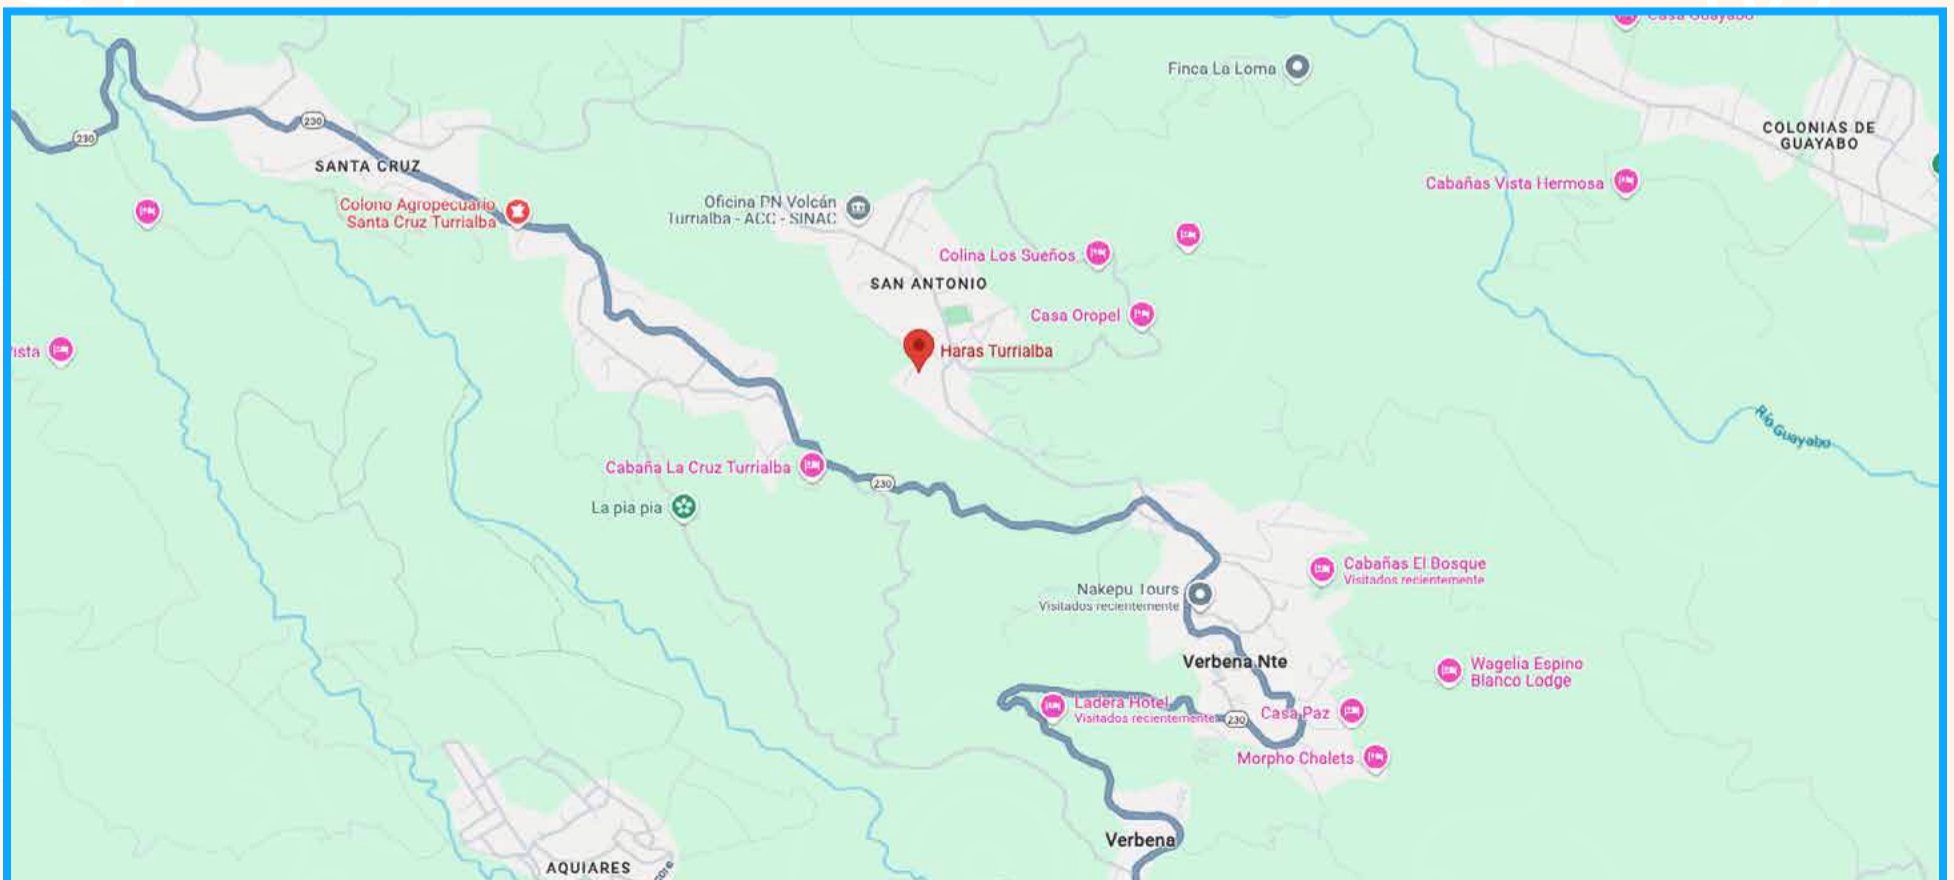 Casa Guayabo
Finca La Loma
230
COLONIAS DE
GUAYABO
230
SANTA CRUZ
Cabañas Vista Hermosa
Oficina PN Volcán
Turrialba - ACC - SINAC
Colono Agropecuario
Santa Cruz Turrialba
Colina Los Sueños
SAN ANTONIO
Casa Oropel
Haras Turrialba
ista
Río Guayabo
Cabaña La Cruz Turrialba
230
La pia pia
Cabañas El Bosque
Visitados recientemente
Nakepu Tours
Visitados recientemente
Verbena Nte
Wagelia Espino
Blanco Lodge
Ladera Hotel
Visitados recientemente
230
Casa Paz
Morpho Chalets
Verbena
AQUIARES